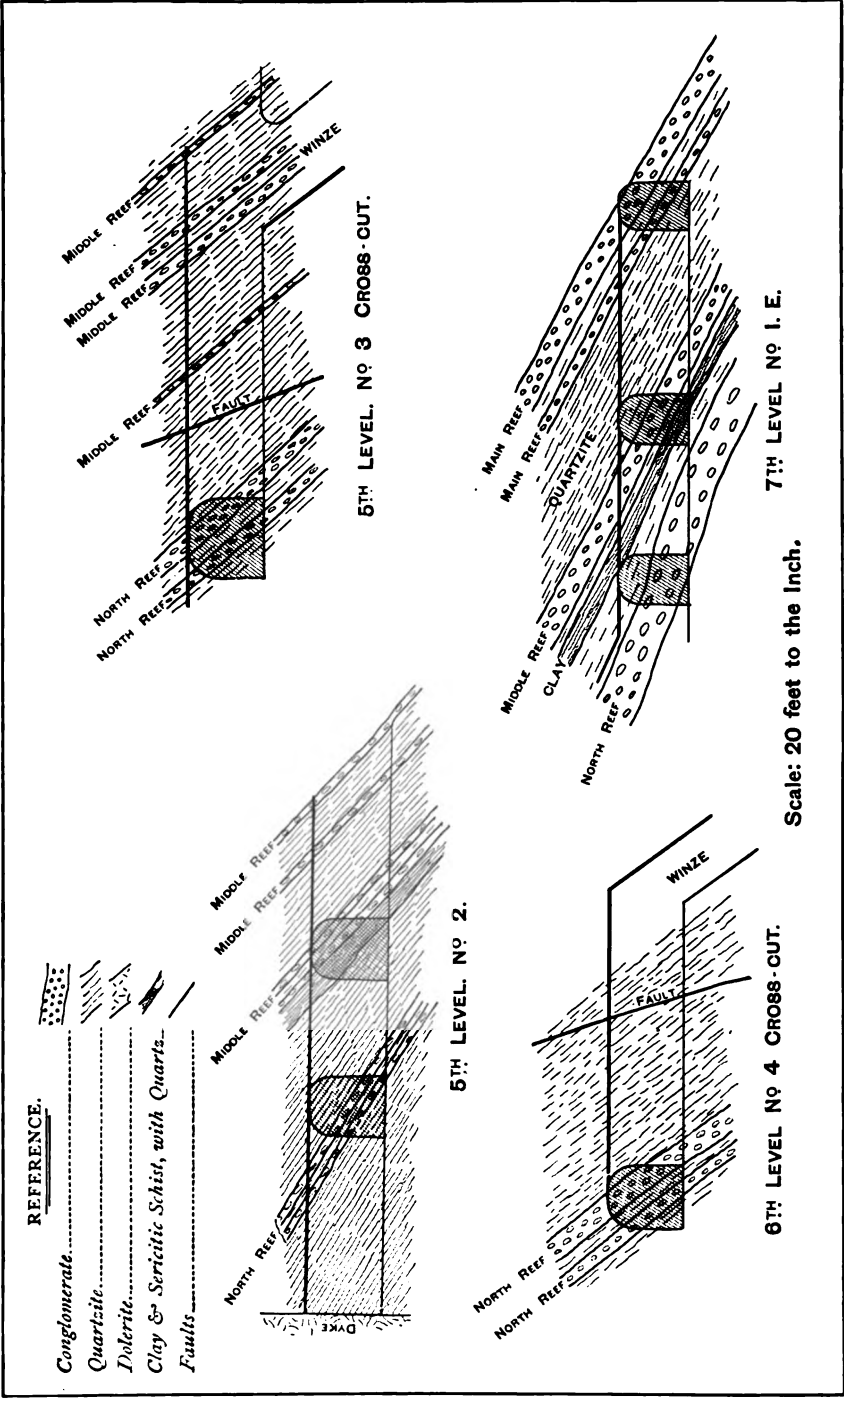 REFERENCE.
Conglomerate
Quartzite
Dolerite
Clay & Sericitic Schist, with Quartz
Faults
NORTH REEF
MIDDLE REEF
MIDDLE REEF
MIDDLE REEF
DYKE
5TH LEVEL. No 2.
NORTH REEF
NORTH REEF
MIDDLE REEF
FAULT
MIDDLE REEF
MIDDLE REEF
MIDDLE REEF
WINZE
5TH LEVEL. No 3 CROSS-CUT.
NORTH REEF
NORTH REEF
FAULT
WINZE
6TH LEVEL No 4 CROSS-CUT.
NORTH REEF
MIDDLE REEF
CLAY
QUARTZITE
MAIN REEF
MAIN REEF
7TH LEVEL No 1. E.
Scale: 20 feet to the Inch.